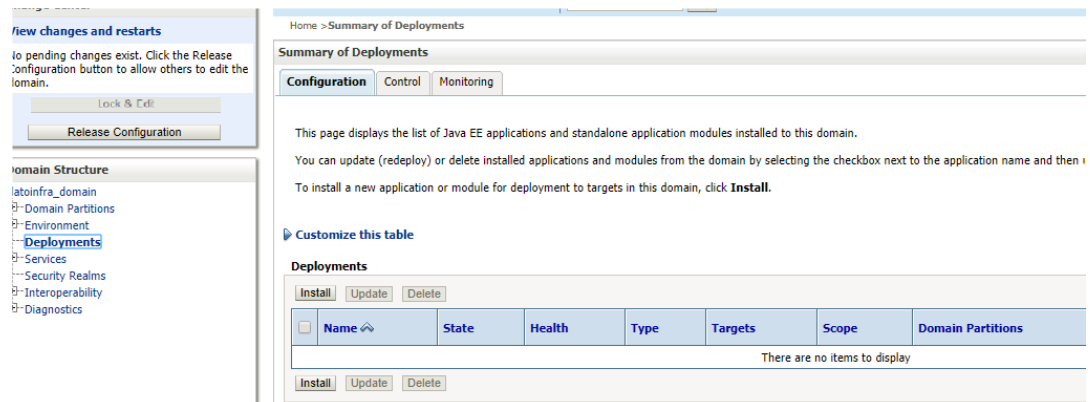 View changes and restarts
No pending changes exist. Click the Release
Configuration button to allow others to edit the
domain.
Lock & Edit
Release Configuration
Domain Structure
latoinfra_domain
Domain Partitions
Environment
Deployments
Services
Security Realms
Interoperability
Diagnostics
Home >Summary of Deployments
Summary of Deployments
Configuration Control Monitoring
This page displays the list of Java EE applications and standalone application modules installed to this domain.
You can update (redeploy) or delete installed applications and modules from the domain by selecting the checkbox next to the application name and then
To install a new application or module for deployment to targets in this domain, click Install.
Customize this table
Deployments
Install Update Delete
Name State Health Type Targets Scope Domain Partitions
There are no items to display
Install Update Delete